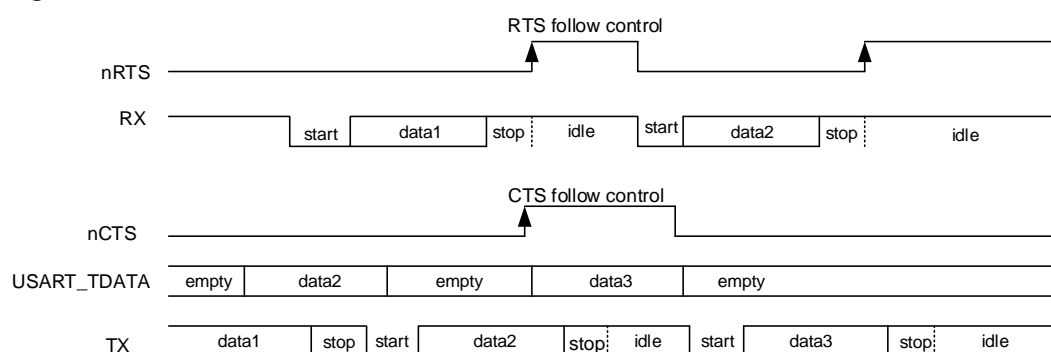 RTS follow control
nRTS
RX start data1 stop idle start data2 stop idle
CTS follow control
nCTS
USART_TDATA empty data2 empty data3 empty
TX data1 stop start data2 stop idle start data3 stop idle